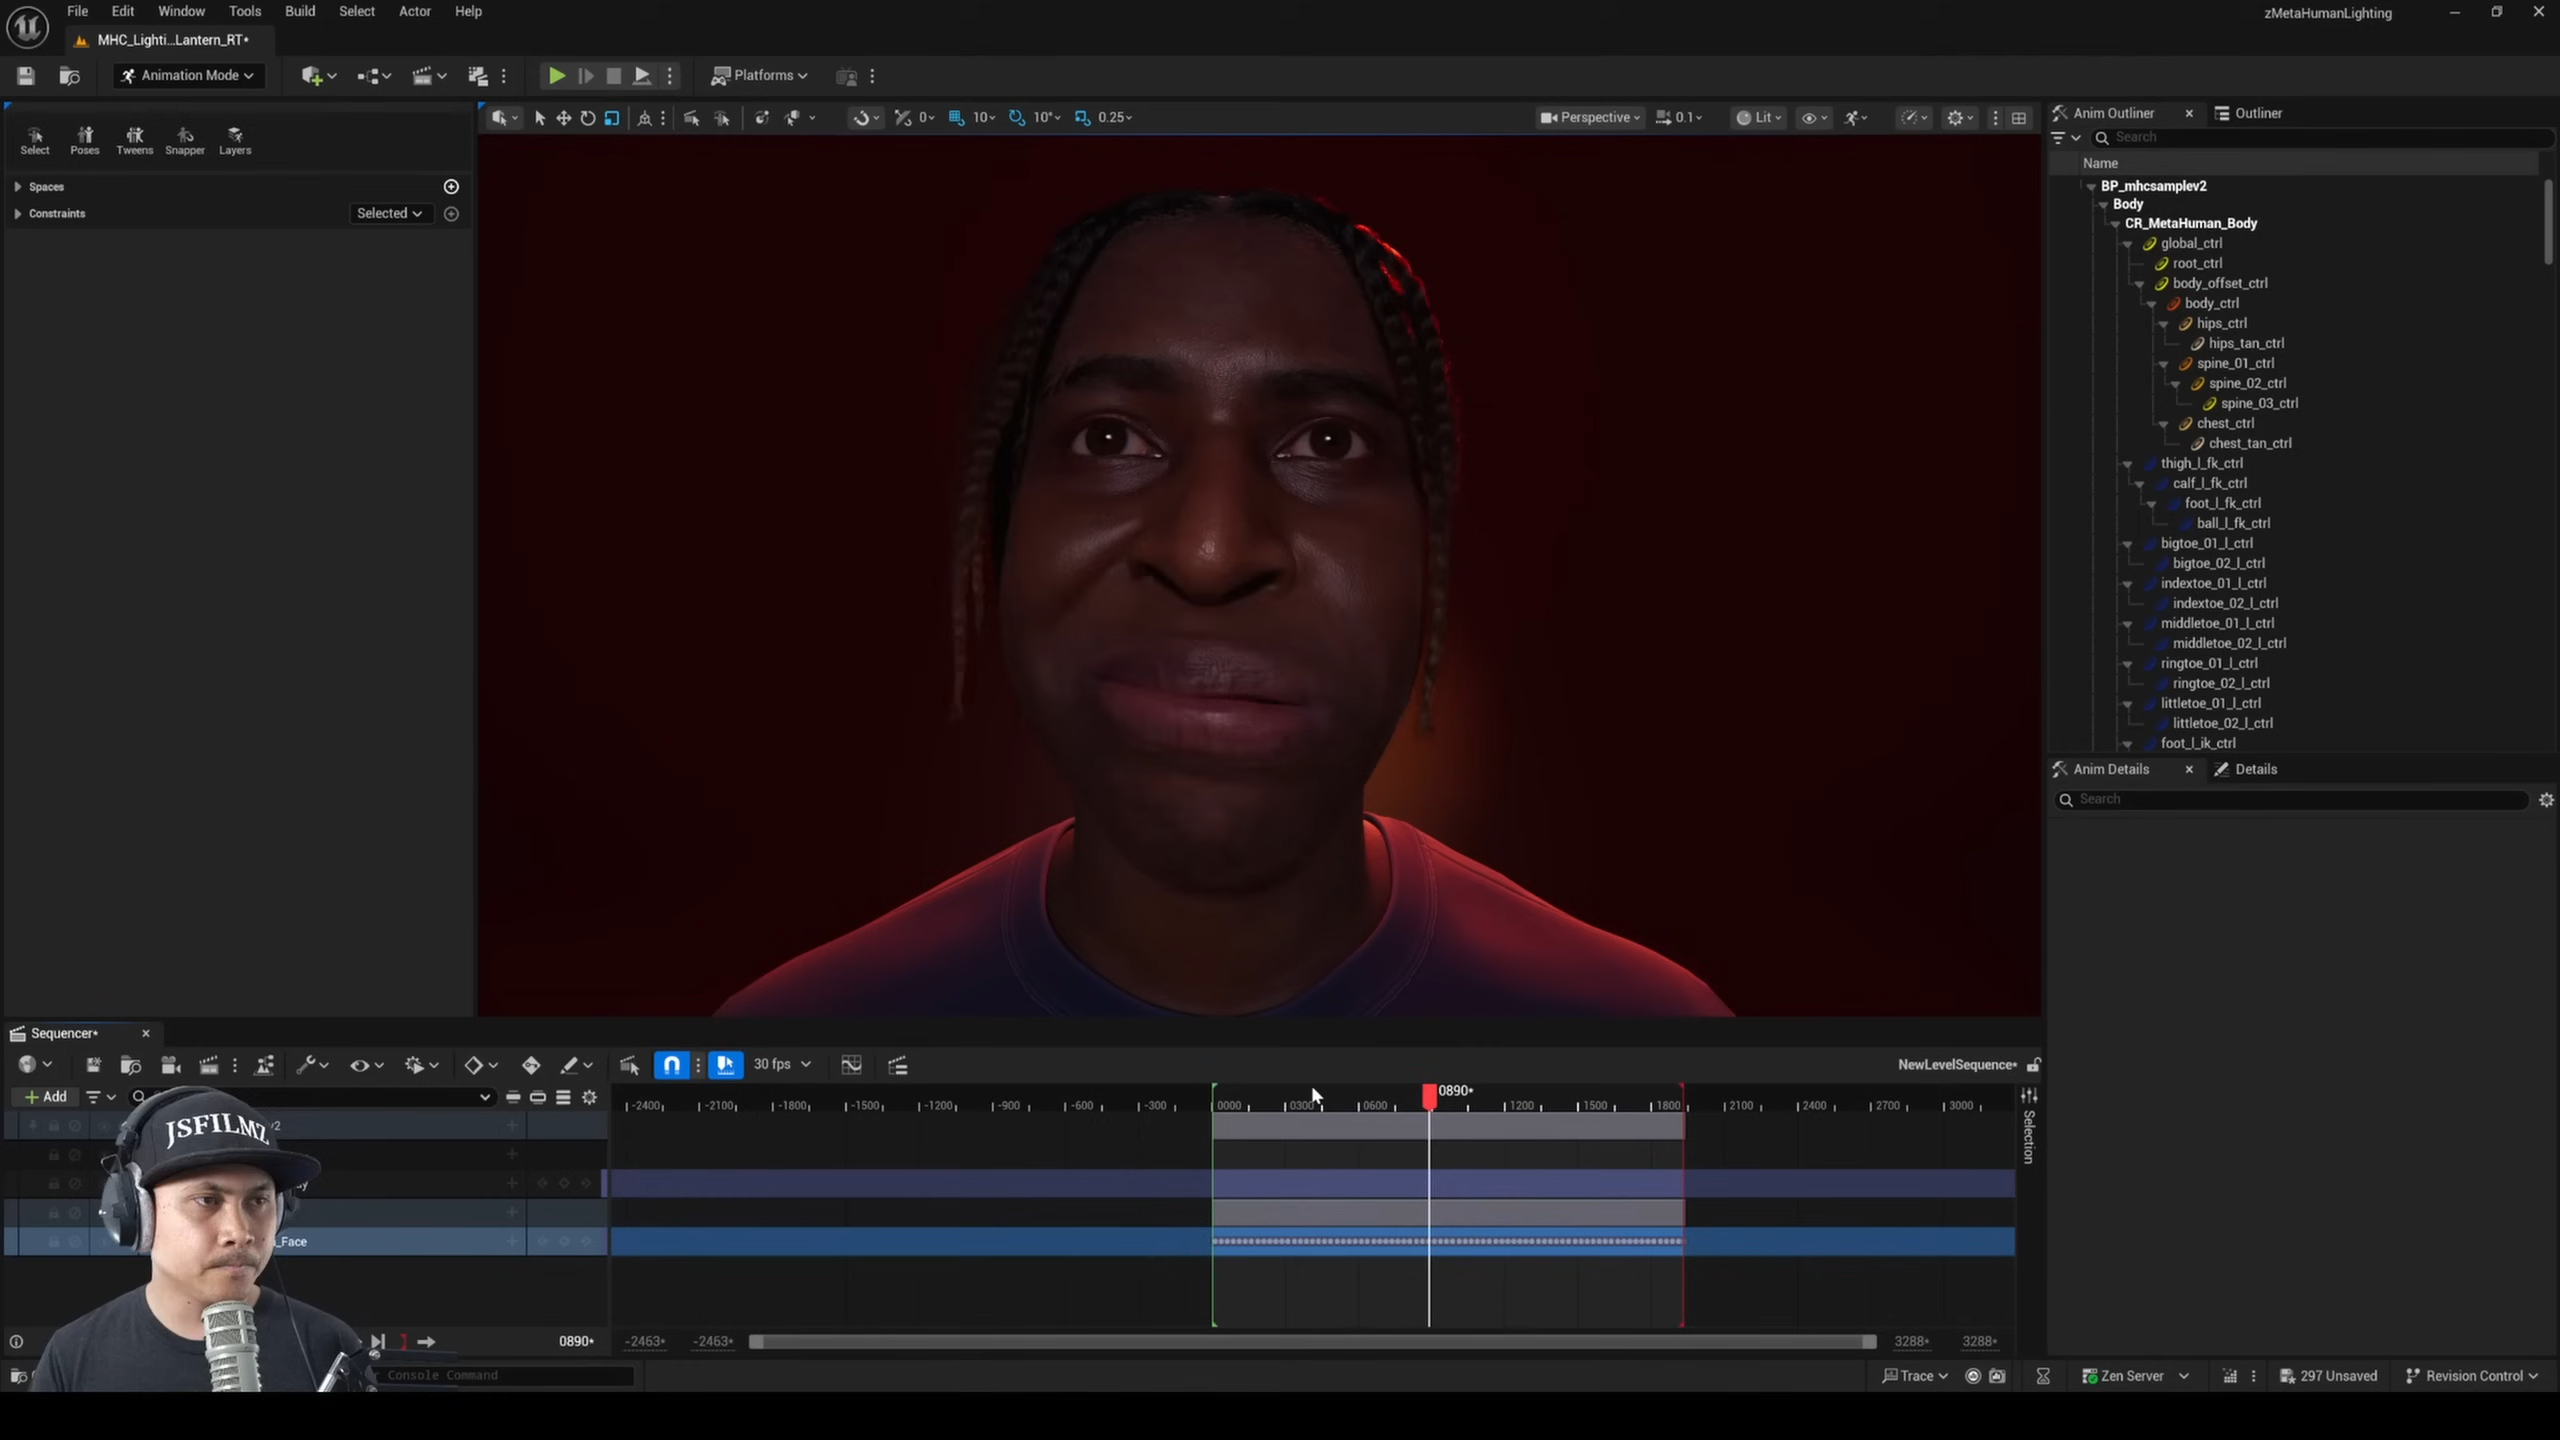 File Edit Window Tools Build Select Actor Help
zMetaHumanLighting
MHC_Lighti...Lantern_RT*
Animation Mode
Platforms
Select Poses Tweens Snapper Layers
Spaces
Constraints
Selected
0
10
10°
0.25
Perspective
0.1
Lit
Anim Outliner
Outliner
Search
Name
BP_mhcsamplev2
Body
CR_MetaHuman_Body
global_ctrl
root_ctrl
body_offset_ctrl
body_ctrl
hips_ctrl
hips_tan_ctrl
spine_01_ctrl
spine_02_ctrl
spine_03_ctrl
chest_ctrl
chest_tan_ctrl
thigh_l_fk_ctrl
calf_l_fk_ctrl
foot_l_fk_ctrl
ball_l_fk_ctrl
bigtoe_01_l_ctrl
bigtoe_02_l_ctrl
indextoe_01_l_ctrl
indextoe_02_l_ctrl
middletoe_01_l_ctrl
middletoe_02_l_ctrl
ringtoe_01_l_ctrl
ringtoe_02_l_ctrl
littletoe_01_l_ctrl
littletoe_02_l_ctrl
foot_l_ik_ctrl
Anim Details
Details
Search
Sequencer*
30 fps
NewLevelSequence*
Add
0890*
-2400 -2100 -1800 -1500 -1200 -900 -600 -300 0000 0300 0600 1200 1500 1800 2100 2400 2700 3000
Selection
JSFILMZ
_Face
0890*
-2463*
-2463*
3288*
3288*
Console Command
Trace
Zen Server
297 Unsaved
Revision Control